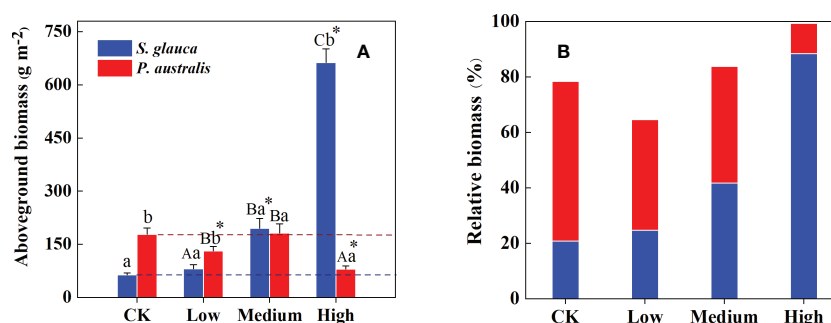 Aboveground biomass (g m-2)
750
600
450
300
150
0
S. glauca
P. australis
A
a
b
Aa
Bb*
Ba*
Ba
Cb*
Aa*
CK
Low
Medium
High
Relative biomass (%)
100
80
60
40
20
0
B
CK
Low
Medium
High